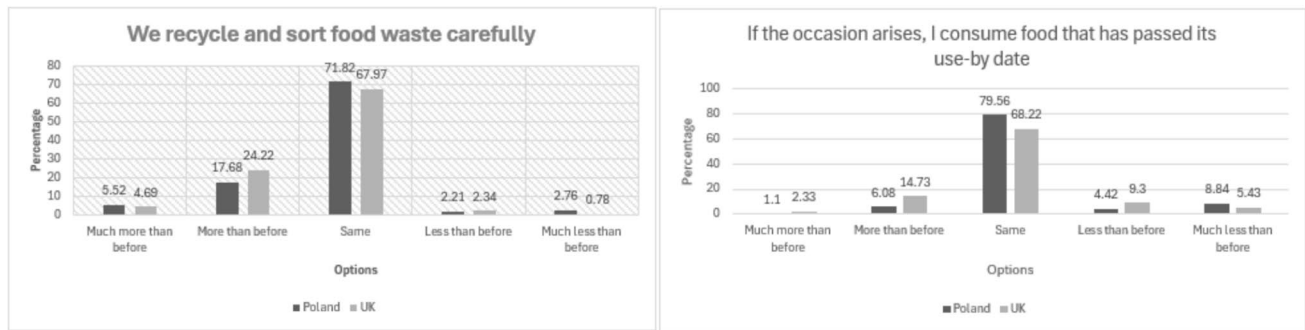 We recycle and sort food waste carefully
Percentage
80
70
60
50
40
30
20
10
0
5.52
4.69
17.68
24.22
71.82
67.97
2.21
2.34
2.76
0.78
Much more than
before
More than before
Same
Less than before
Much less than
before
Options
Poland
UK
If the occasion arises, I consume food that has passed its
use-by date
Percentage
100
80
60
40
20
0
1.1
2.33
6.08
14.73
79.56
68.22
4.42
9.3
8.84
5.43
Much more than
before
More than before
Same
Less than before
Much less than
before
Options
Poland
UK